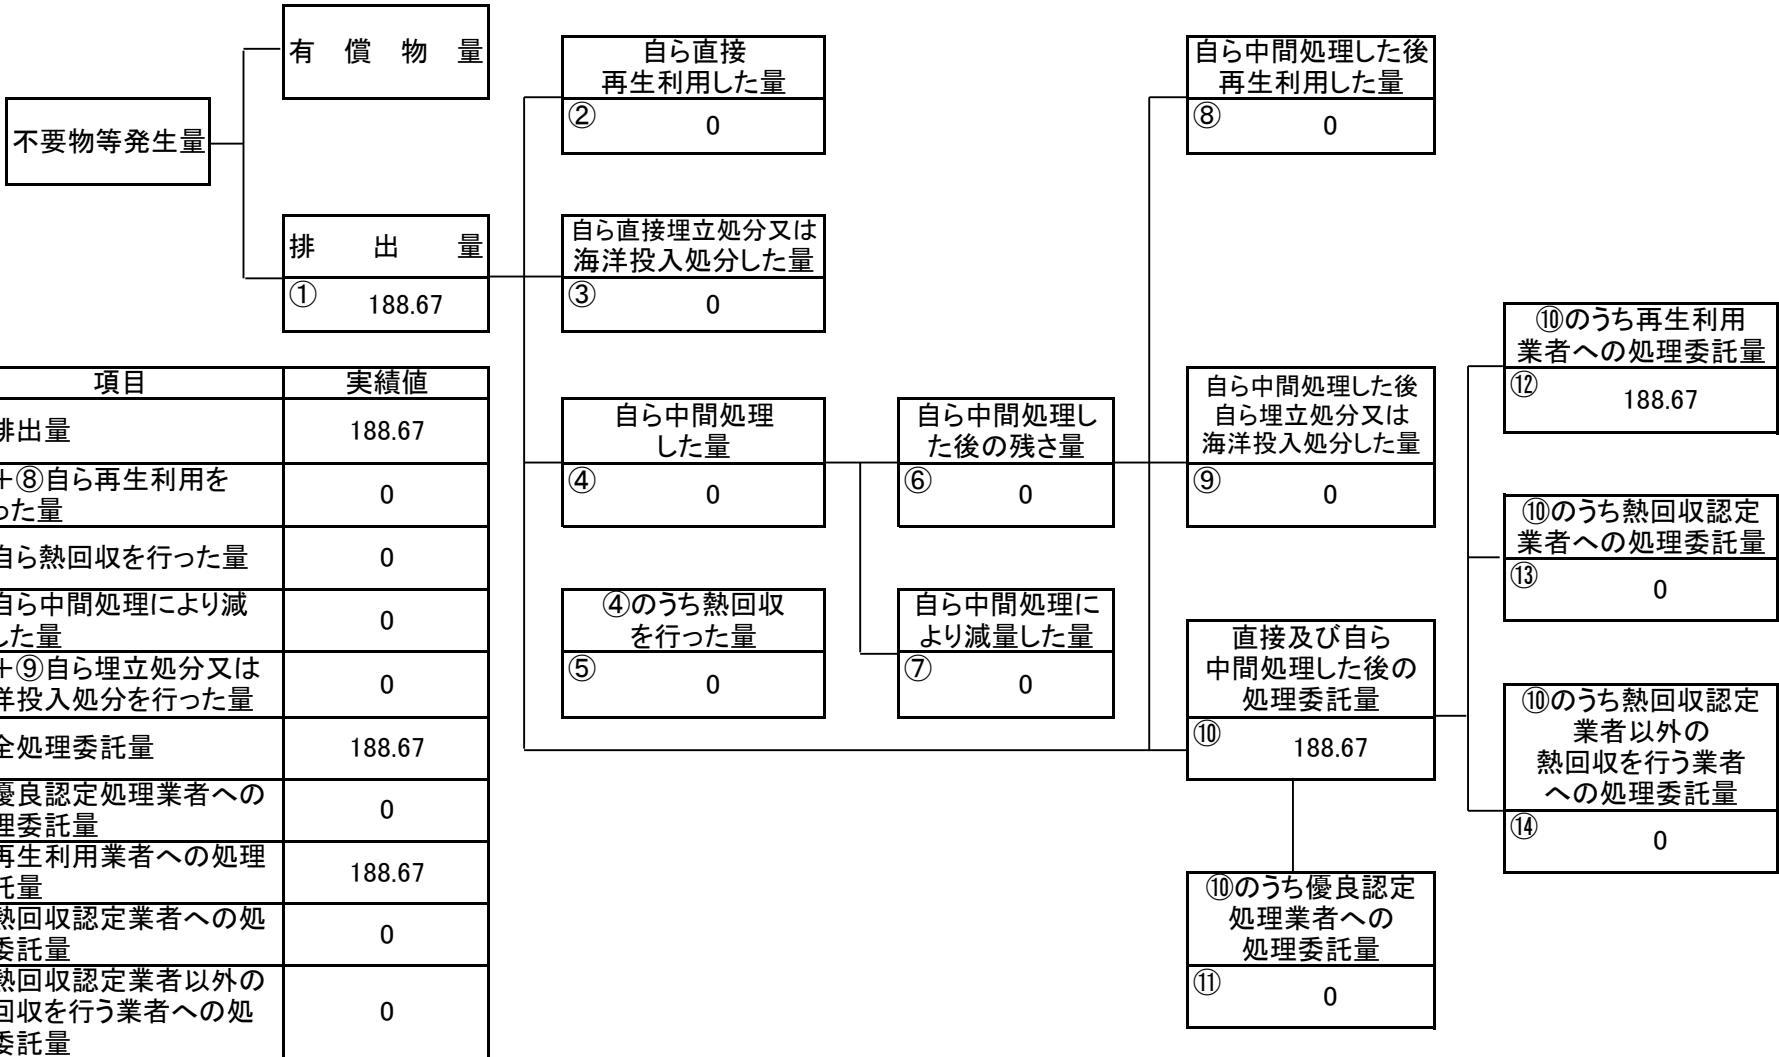 有償物量
不要物等発生量
排出量
① 188.67
自ら直接
再生利用した量
② 0
自ら直接埋立処分又は
海洋投入処分した量
③ 0
自ら中間処理
した量
④ 0
④のうち熱回収
を行った量
⑤ 0
自ら中間処理し
た後の残さ量
⑥ 0
自ら中間処理に
より減量した量
⑦ 0
自ら中間処理した後
再生利用した量
⑧ 0
自ら中間処理した後
自ら埋立処分又は
海洋投入処分した量
⑨ 0
直接及び自ら
中間処理した後の
処理委託量
⑩ 188.67
⑩のうち優良認定
処理業者への
処理委託量
⑪ 0
⑩のうち再生利用
業者への処理委託量
⑫ 188.67
⑩のうち熱回収認定
業者への処理委託量
⑬ 0
⑩のうち熱回収認定
業者以外の
熱回収を行う業者
への処理委託量
⑭ 0
項目 実績値
排出量 188.67
+⑧自ら再生利用を
った量 0
自ら熱回収を行った量 0
自ら中間処理により減
した量 0
+⑨自ら埋立処分又は
洋投入処分を行った量 0
全処理委託量 188.67
優良認定処理業者への
理委託量 0
再生利用業者への処理
託量 188.67
熱回収認定業者への処
委託量 0
熱回収認定業者以外の
回収を行う業者への処
委託量 0